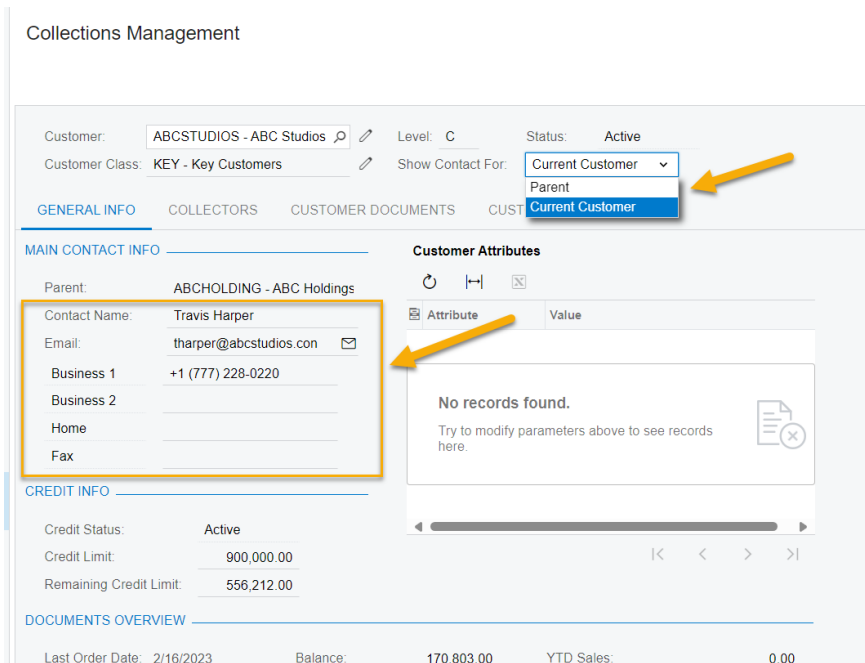 Collections Management
Customer: ABCSTUDIOS - ABC Studios Level: C Status: Active
Customer Class: KEY - Key Customers Show Contact For: Current Customer
Parent
Current Customer
GENERAL INFO COLLECTORS CUSTOMER DOCUMENTS CUST
MAIN CONTACT INFO Customer Attributes
Parent: ABCHOLDING - ABC Holdings
Contact Name: Travis Harper Attribute Value
Email: tharper@abcstudios.con
Business 1 +1 (777) 228-0220
Business 2
No records found.
Home Try to modify parameters above to see records
here.
Fax
CREDIT INFO
Credit Status: Active
Credit Limit: 900,000.00
Remaining Credit Limit: 556,212.00
DOCUMENTS OVERVIEW
Last Order Date: 2/16/2023 Balance: 170,803.00 YTD Sales: 0.00